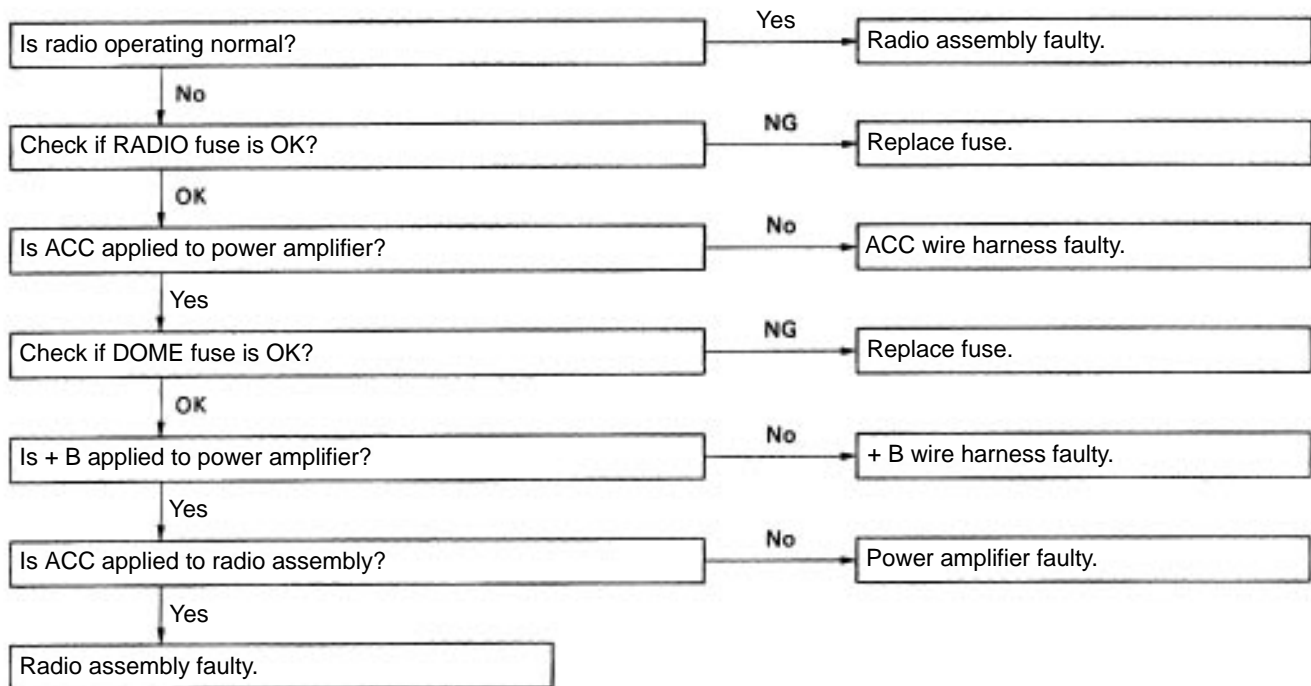 Is radio operating normal?
Yes
Radio assembly faulty.
No
Check if RADIO fuse is OK?
NG
Replace fuse.
OK
Is ACC applied to power amplifier?
No
ACC wire harness faulty.
Yes
Check if DOME fuse is OK?
NG
Replace fuse.
OK
Is + B applied to power amplifier?
No
+ B wire harness faulty.
Yes
Is ACC applied to radio assembly?
No
Power amplifier faulty.
Yes
Radio assembly faulty.